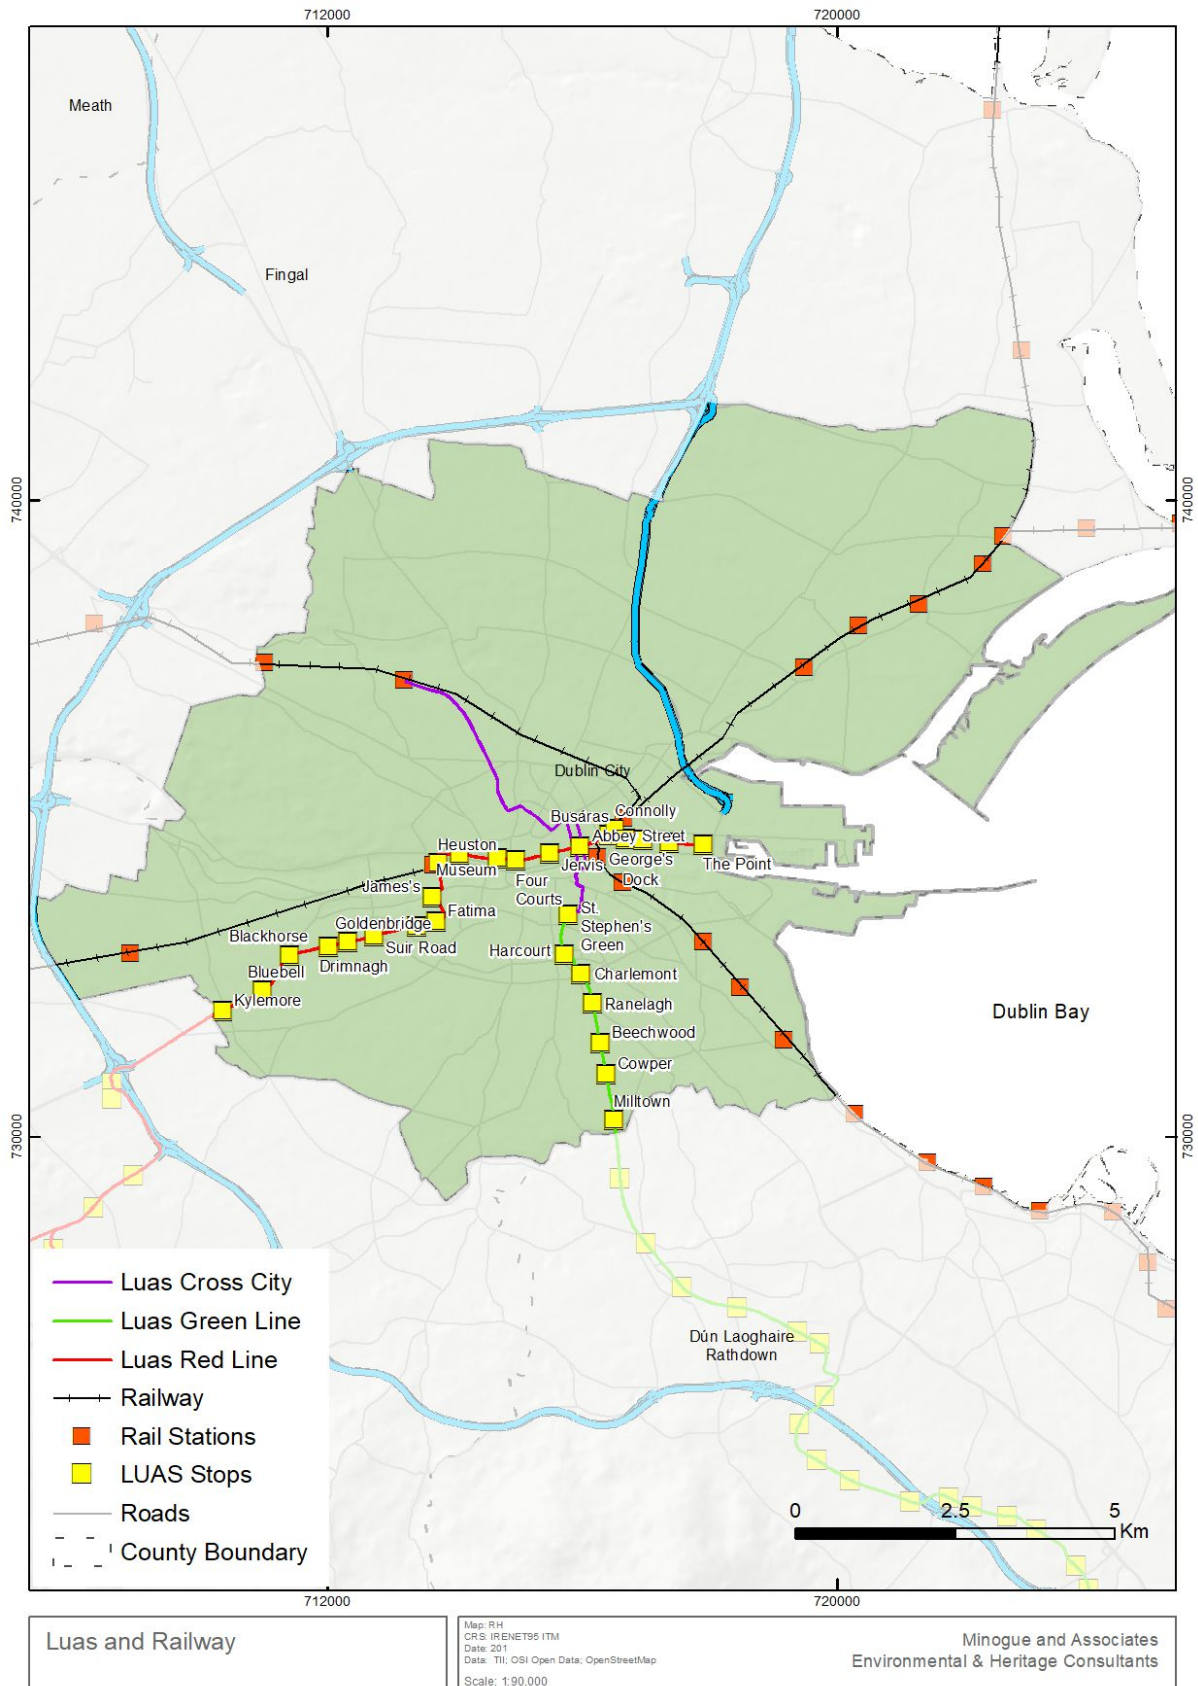 712000
720000
Meath
Fingal
740000
740000
Dublin City
Busáras
Connolly
Abbey Street
Heuston
Museum
Jervis
George's
Dock
The Point
Four
Courts
James's
Fatima
St.
Stephen's
Green
Goldenbridge
Suir Road
Blackhorse
Drimnagh
Bluebell
Kylemore
Harcourt
Charlemont
Ranelagh
Beechwood
Cowper
Milltown
Dublin Bay
730000
730000
Dún Laoghaire
Rathdown
Luas Cross City
Luas Green Line
Luas Red Line
Railway
Rail Stations
LUAS Stops
Roads
County Boundary
0 2.5 5
Km
712000
720000
Luas and Railway
Map: RH
CRS: IRENET95 ITM
Date: 201
Data: TII; OSI Open Data; OpenStreetMap
Scale: 1:90,000
Minogue and Associates
Environmental & Heritage Consultants